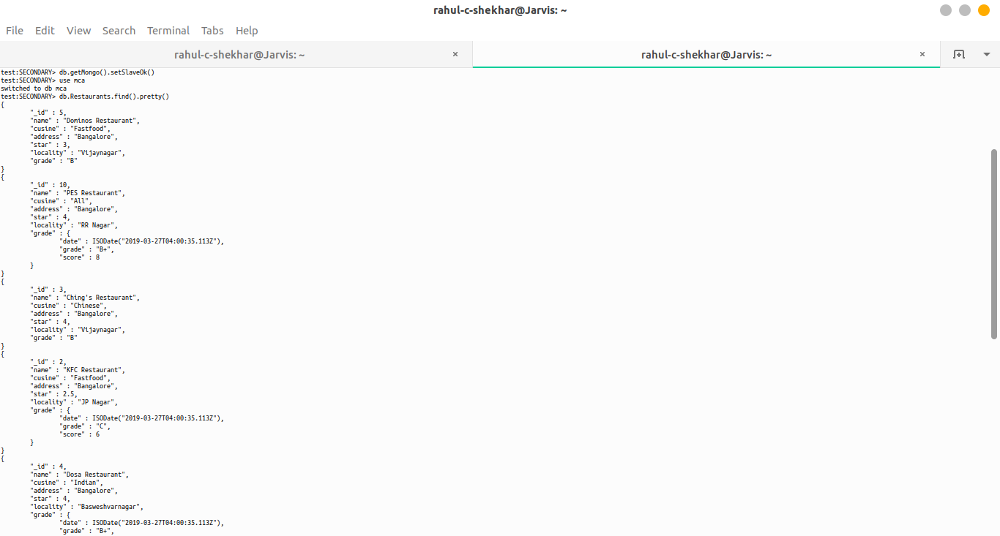 rahul-c-shekhar@Jarvis: ~
File Edit View Search Terminal Tabs Help
rahul-c-shekhar@Jarvis: ~ × rahul-c-shekhar@Jarvis: ~ ×
test:SECONDARY> db.getMongo().setSlaveOk()
test:SECONDARY> use mca
switched to db mca
test:SECONDARY> db.Restaurants.find().pretty()
{
"_id" : 5,
"name" : "Dominos Restaurant",
"cusine" : "Fastfood",
"address" : "Bangalore",
"star" : 3,
"locality" : "Vijaynagar",
"grade" : "B"
}
{
"_id" : 10,
"name" : "PES Restaurant",
"cusine" : "All",
"address" : "Bangalore",
"star" : 4,
"locality" : "RR Nagar",
"grade" : {
"date" : ISODate("2019-03-27T04:00:35.113Z"),
"grade" : "B+",
"score" : 8
}
}
{
"_id" : 3,
"name" : "Ching's Restaurant",
"cusine" : "Chinese",
"address" : "Bangalore",
"star" : 4,
"locality" : "Vijaynagar",
"grade" : "B"
}
{
"_id" : 2,
"name" : "KFC Restaurant",
"cusine" : "Fastfood",
"address" : "Bangalore",
"star" : 2.5,
"locality" : "JP Nagar",
"grade" : {
"date" : ISODate("2019-03-27T04:00:35.113Z"),
"grade" : "C",
"score" : 6
}
}
{
"_id" : 4,
"name" : "Dosa Restaurant",
"cusine" : "Indian",
"address" : "Bangalore",
"star" : 4,
"locality" : "Basweshvarnagar",
"grade" : {
"date" : ISODate("2019-03-27T04:00:35.113Z"),
"grade" : "B+",